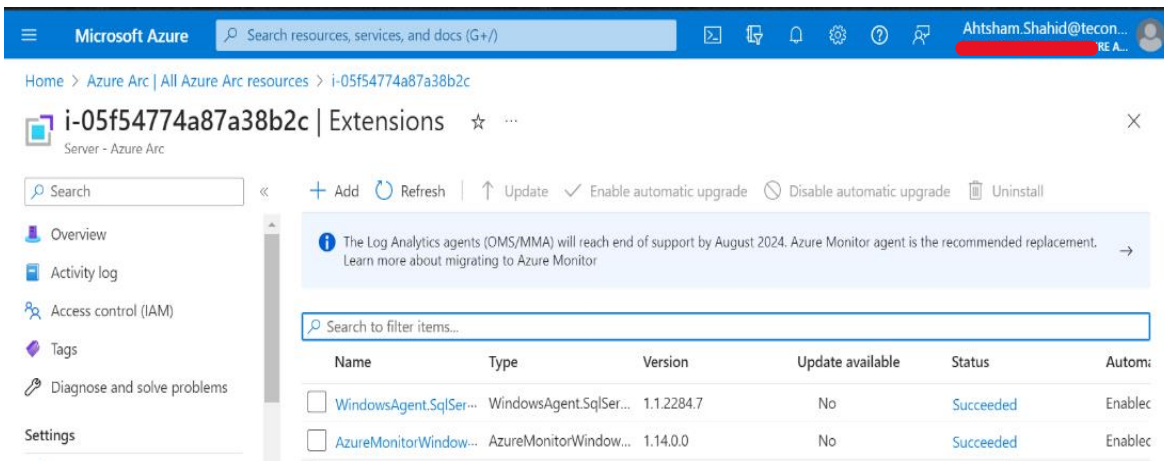 Microsoft Azure
Search resources, services, and docs (G+/)
Ahtsham.Shahid@tecon...
RE A...
Home > Azure Arc | All Azure Arc resources > i-05f54774a87a38b2c
i-05f54774a87a38b2c | Extensions
Server - Azure Arc
Search
Add Refresh Update Enable automatic upgrade Disable automatic upgrade Uninstall
Overview
Activity log
Access control (IAM)
Tags
Diagnose and solve problems
Settings
The Log Analytics agents (OMS/MMA) will reach end of support by August 2024. Azure Monitor agent is the recommended replacement.
Learn more about migrating to Azure Monitor
Search to filter items...
Name Type Version Update available Status Automa
WindowsAgent.SqlSer... WindowsAgent.SqlSer... 1.1.2284.7 No Succeeded Enabled
AzureMonitorWindow... AzureMonitorWindow... 1.14.0.0 No Succeeded Enabled